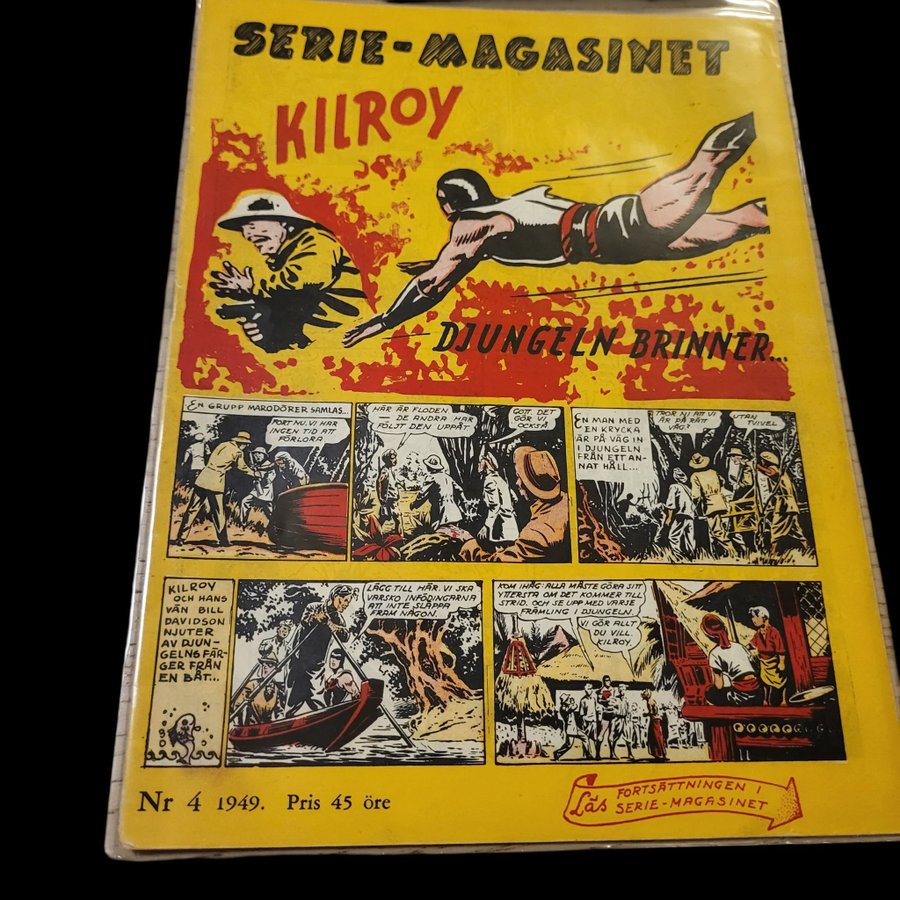 SERIE-MAGASINET
KILROY
DJUNGELN BRINNER...
EN GRUPP MARODÖRER SAMLAS...
FORT NU. VI HAR
INGEN TID ATT
FÖRLORA
HÄR ÄR FLODEN
— DE ANDRA HAR
FÖLJT DEN UPPÅT
GOTT. DET
GÖR VI
OCKSÅ
EN MAN MED
EN KRYCKA
ÄR PÅ VÄG IN
I DJUNGELN
FRÅN ETT AN-
NAT HÅLL...
TROR NI ATT VI
ÄR PÅ RÄTT
VÄG?
UTAN
TVIVEL
KILROY
OCH HANS
VÄN BILL
DAVIDSON
NJUTER
AV DJUN-
GELNS FÄR-
GER FRÅN
EN BÅT...
LÄGG TILL HÄR. VI SKA
VARSKO INFÖDINGARNA
ATT INTE SLÄPPA
FRAM NÅGON.
KOM IHÅG: ALLA MÅSTE GÖRA SITT
YTTERSTA OM DET KOMMER TILL
STRID. OCH SE UPP MED VARJE
FRÄMLING I DJUNGELN.
VI GÖR ALLT
DU VILL,
KILROY
Nr 4 1949. Pris 45 öre
Läs FORTSÄTTNINGEN I
SERIE-MAGASINET